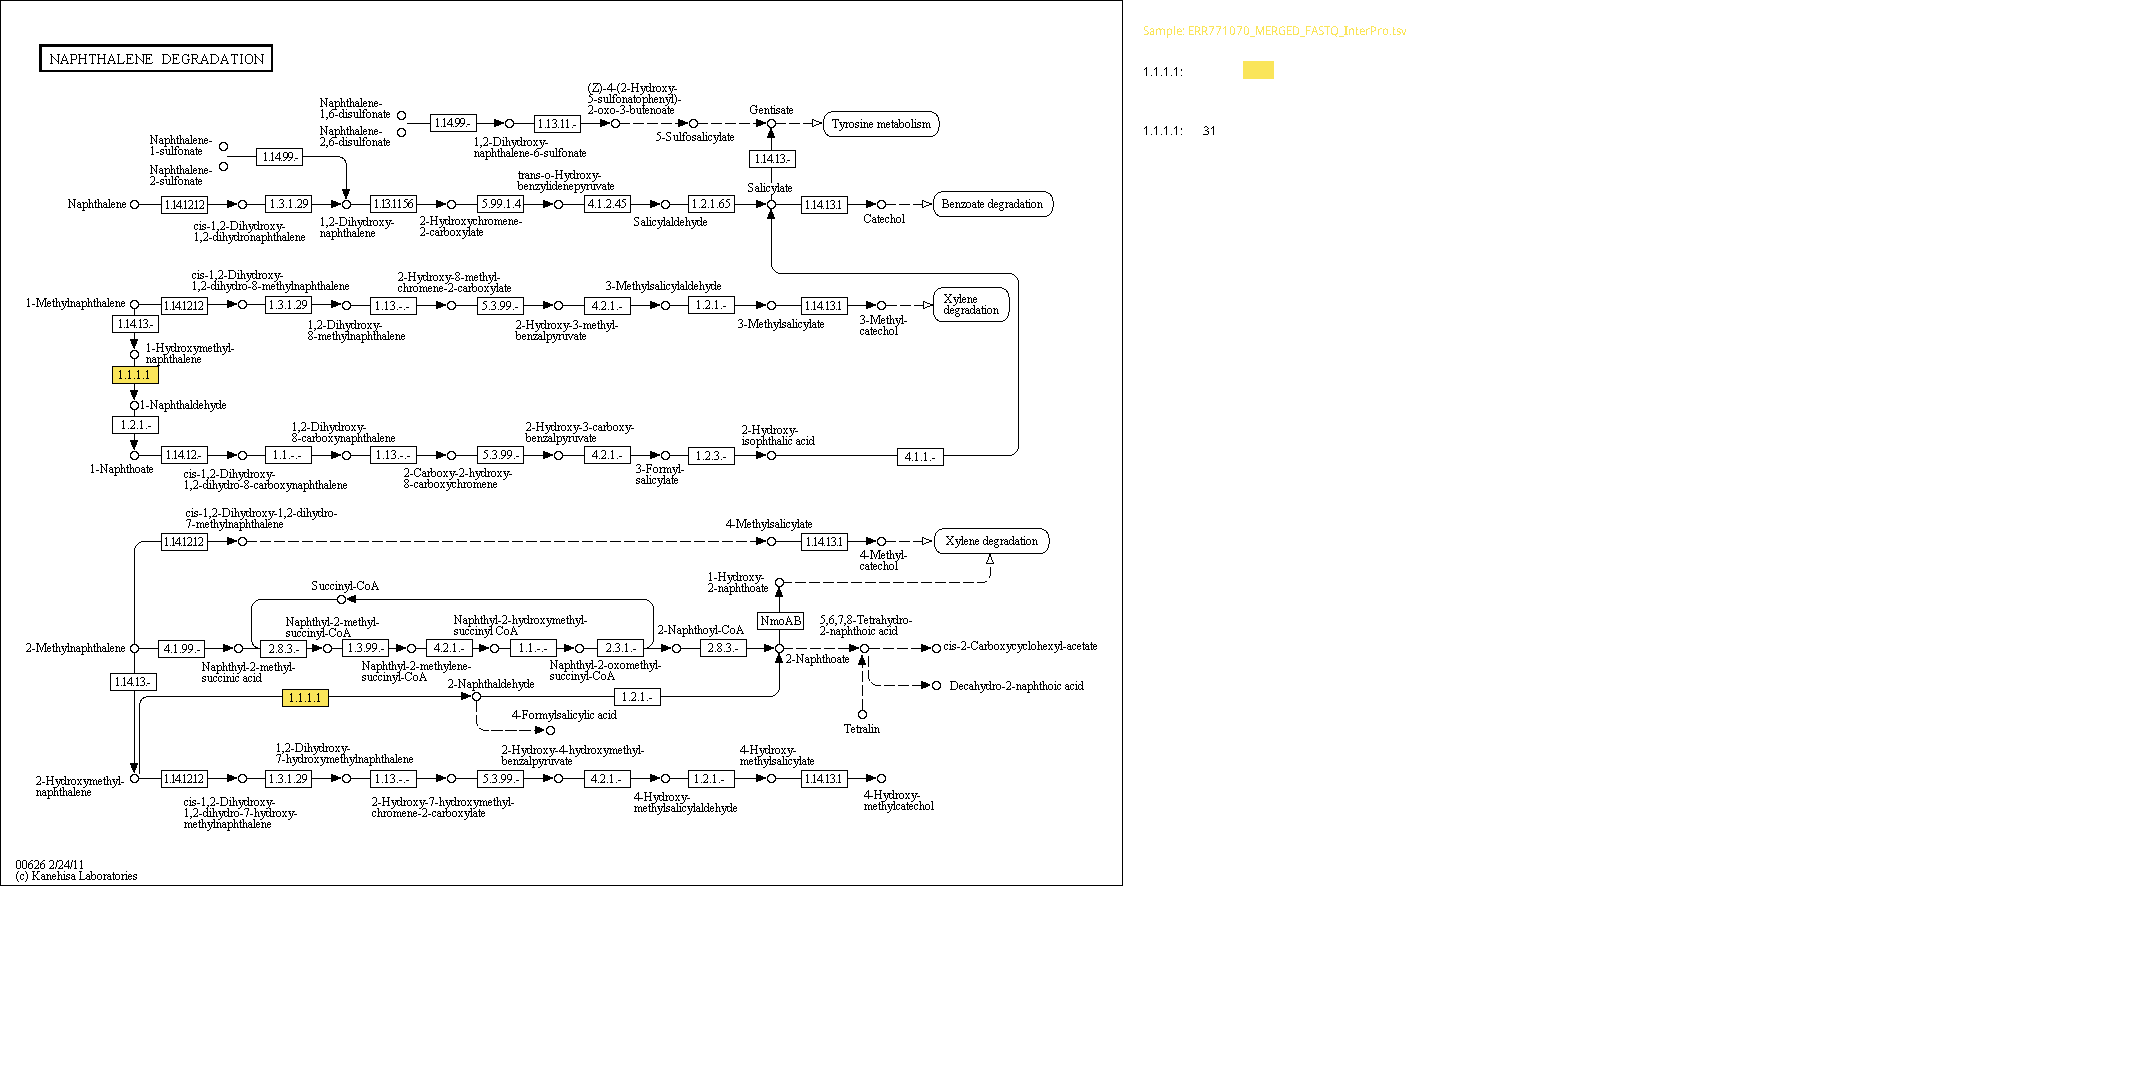 NAPHTHALENE DEGRADATION
Sample: ERR771070_MERGED_FASTQ_InterPro.tsv
1.1.1.1:
1.1.1.1: 31
Naphthalene-
1,6-disulfonate
Naphthalene-
2,6-disulfonate
1.14.99.-
1,2-Dihydroxy-
naphthalene-6-sulfonate
1.13.11.-
(Z)-4-(2-Hydroxy-
5-sulfonatophenyl)-
2-oxo-3-butenoate
5-Sulfosalicylate
Gentisate
Tyrosine metabolism
Naphthalene-
1-sulfonate
Naphthalene-
2-sulfonate
1.14.99.-
1.14.13.-
Naphthalene
1.14.12.12
cis-1,2-Dihydroxy-
1,2-dihydronaphthalene
1.3.1.29
1,2-Dihydroxy-
naphthalene
1.13.11.56
2-Hydroxychromene-
2-carboxylate
5.99.1.4
trans-o-Hydroxy-
benzylidenepyruvate
4.1.2.45
Salicylaldehyde
1.2.1.65
Salicylate
1.14.13.1
Catechol
Benzoate degradation
1-Methylnaphthalene
1.14.12.12
cis-1,2-Dihydroxy-
1,2-dihydro-8-methylnaphthalene
1.3.1.29
1,2-Dihydroxy-
8-methylnaphthalene
1.13.-.-
2-Hydroxy-8-methyl-
chromene-2-carboxylate
5.3.99.-
2-Hydroxy-3-methyl-
benzalpyruvate
4.2.1.-
3-Methylsalicylaldehyde
1.2.1.-
3-Methylsalicylate
1.14.13.1
3-Methyl-
catechol
Xylene
degradation
1.14.13.-
1-Hydroxymethyl-
naphthalene
1.1.1.1
1-Naphthaldehyde
1.2.1.-
1-Naphthoate
1.14.12.-
cis-1,2-Dihydroxy-
1,2-dihydro-8-carboxynaphthalene
1.1.-.-
1,2-Dihydroxy-
8-carboxynaphthalene
1.13.-.-
2-Carboxy-2-hydroxy-
8-carboxychromene
5.3.99.-
2-Hydroxy-3-carboxy-
benzalpyruvate
4.2.1.-
3-Formyl-
salicylate
1.2.3.-
2-Hydroxy-
isophthalic acid
4.1.1.-
cis-1,2-Dihydroxy-1,2-dihydro-
7-methylnaphthalene
1.14.12.12
4-Methylsalicylate
1.14.13.1
4-Methyl-
catechol
Xylene degradation
1-Hydroxy-
2-naphthoate
Succinyl-CoA
NmoAB
2-Methylnaphthalene
4.1.99.-
Naphthyl-2-methyl-
succinic acid
2.8.3.-
Naphthyl-2-methyl-
succinyl-CoA
1.3.99.-
Naphthyl-2-methylene-
succinyl-CoA
4.2.1.-
Naphthyl-2-hydroxymethyl-
succinyl CoA
1.1.-.-
Naphthyl-2-oxomethyl-
succinyl-CoA
2.3.1.-
2-Naphthoyl-CoA
2.8.3.-
2-Naphthoate
5,6,7,8-Tetrahydro-
2-naphthoic acid
cis-2-Carboxycyclohexyl-acetate
Decahydro-2-naphthoic acid
Tetralin
1.14.13.-
1.1.1.1
2-Naphthaldehyde
1.2.1.-
4-Formylsalicylic acid
2-Hydroxymethyl-
naphthalene
1.14.12.12
cis-1,2-Dihydroxy-
1,2-dihydro-7-hydroxy-
methylnaphthalene
1.3.1.29
1,2-Dihydroxy-
7-hydroxymethylnaphthalene
1.13.-.-
2-Hydroxy-7-hydroxymethyl-
chromene-2-carboxylate
5.3.99.-
2-Hydroxy-4-hydroxymethyl-
benzalpyruvate
4.2.1.-
4-Hydroxy-
methylsalicylaldehyde
1.2.1.-
4-Hydroxy-
methylsalicylate
1.14.13.1
4-Hydroxy-
methylcatechol
00626 2/24/11
(c) Kanehisa Laboratories